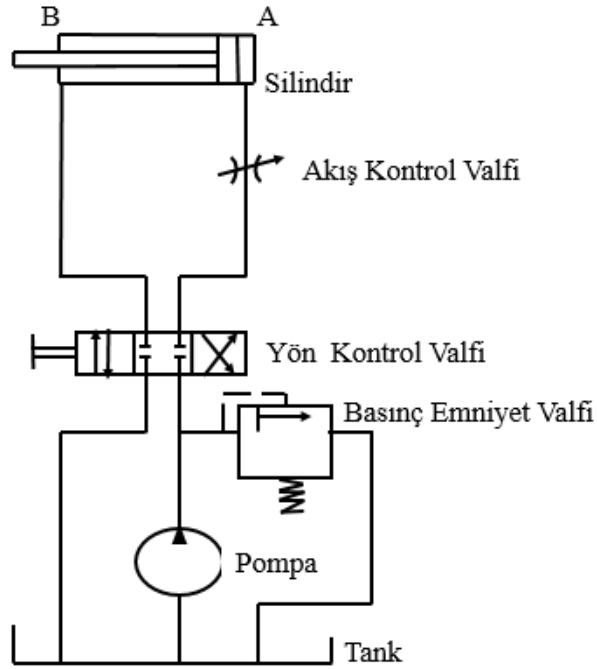 B A
Silindir
Akış Kontrol Valfi
Yön Kontrol Valfi
Basınç Emniyet Valfi
Pompa
Tank